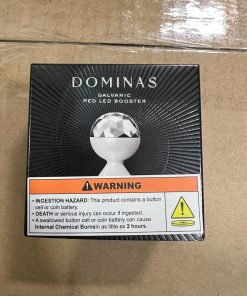 DOMINAS
GALVANIC
RED LED BOOSTER
WARNING
• INGESTION HAZARD: This product contains a button
cell or coin battery.
• DEATH or serious injury can occur if ingested.
• A swallowed button cell or coin battery can cause
Internal Chemical Burnsin as little as 2 hours.